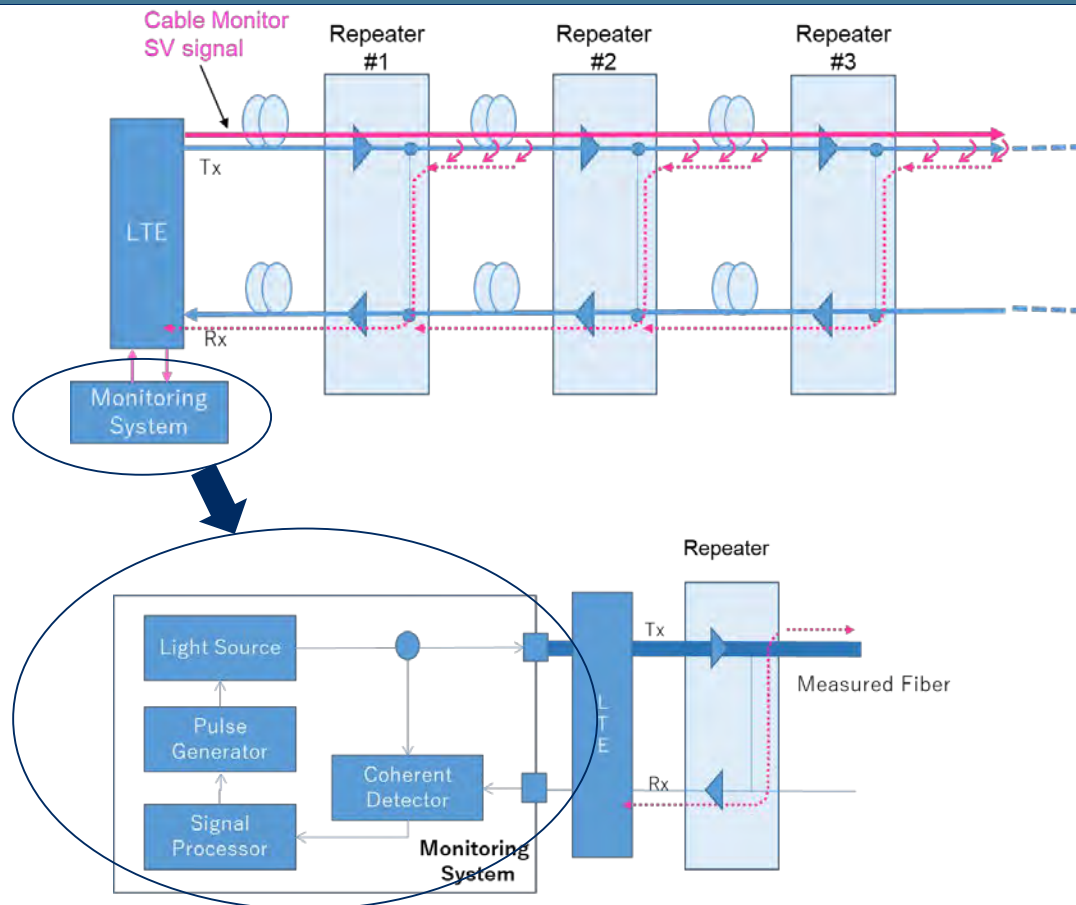 Cable Monitor
SV signal
Repeater
#1
Repeater
#2
Repeater
#3
Tx
LTE
Rx
Monitoring
System
Repeater
Light Source
Tx
Measured Fiber
Pulse
Generator
LTE
Coherent
Detector
Rx
Signal
Processor
Monitoring
System